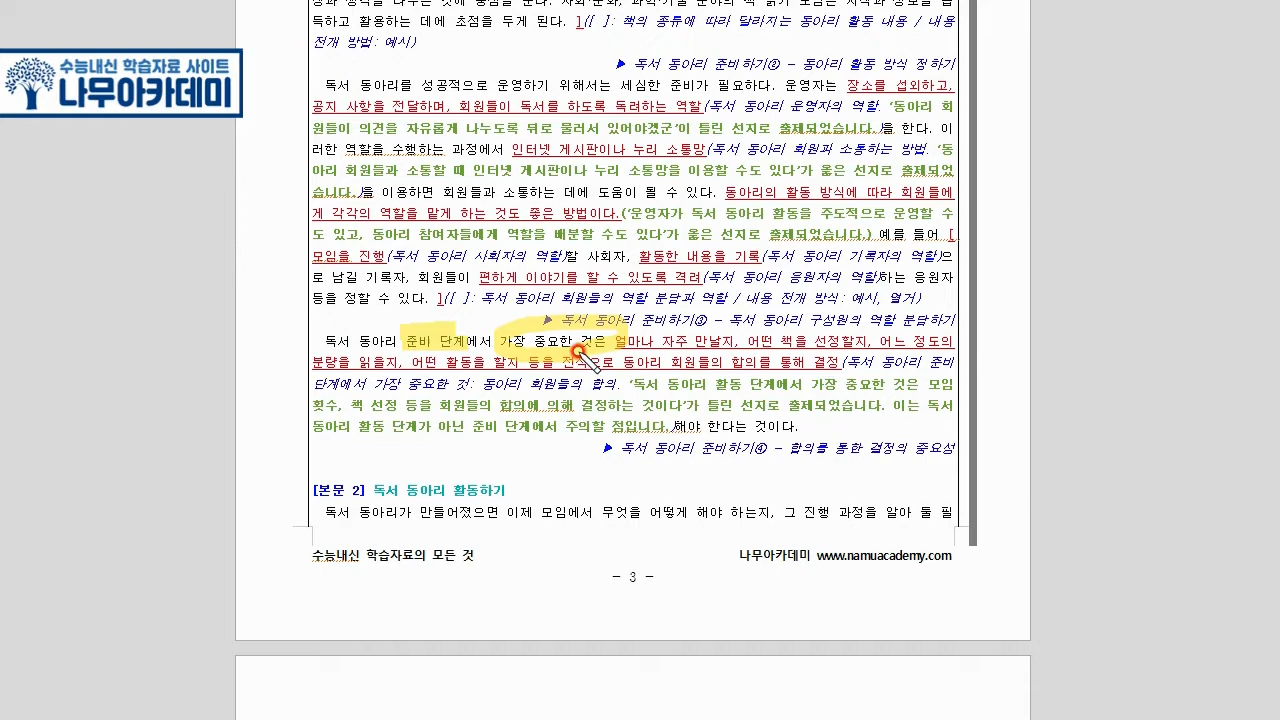 득하고 활용하는 데에 초점을 두게 된다. ]([ ]: 책의 종류에 따라 달라지는 동아리 활동 내용 / 내용
전개 방법: 예시)
수능내신 학습자료 사이트
나무아카데미
▶ 독서 동아리 준비하기② - 동아리 활동 방식 정하기
독서 동아리를 성공적으로 운영하기 위해서는 세심한 준비가 필요하다. 운영자는 장소를 섭외하고,
공지 사항을 전달하며, 회원들이 독서를 하도록 독려하는 역할(독서 동아리 운영자의 역할. ‘동아리 회
원들이 의견을 자유롭게 나누도록 뒤로 물러서 있어야겠군’이 틀린 선지로 출제되었습니다.)을 한다. 이
러한 역할을 수행하는 과정에서 인터넷 게시판이나 누리 소통망(독서 동아리 회원과 소통하는 방법. ‘동
아리 회원들과 소통할 때 인터넷 게시판이나 누리 소통망을 이용할 수도 있다’가 옳은 선지로 출제되었
습니다.)을 이용하면 회원들과 소통하는 데에 도움이 될 수 있다. 동아리의 활동 방식에 따라 회원들에
게 각각의 역할을 맡게 하는 것도 좋은 방법이다.(‘운영자가 독서 동아리 활동을 주도적으로 운영할 수
도 있고, 동아리 참여자들에게 역할을 배분할 수도 있다’가 옳은 선지로 출제되었습니다.) 예를 들어 [
모임을 진행(독서 동아리 사회자의 역할)할 사회자, 활동한 내용을 기록(독서 동아리 기록자의 역할)으
로 남길 기록자, 회원들이 편하게 이야기를 할 수 있도록 격려(독서 동아리 응원자의 역할)하는 응원자
등을 정할 수 있다. ]([ ]: 독서 동아리 회원들의 역할 분담과 역할 / 내용 전개 방식: 예시, 열거)
▶ 독서 동아리 준비하기③ - 독서 동아리 구성원의 역할 분담하기
독서 동아리 준비 단계에서 가장 중요한 것은 얼마나 자주 만날지, 어떤 책을 선정할지, 어느 정도의
분량을 읽을지, 어떤 활동을 할지 등을 전적으로 동아리 회원들의 합의를 통해 결정(독서 동아리 준비
단계에서 가장 중요한 것: 동아리 회원들의 합의. ‘독서 동아리 활동 단계에서 가장 중요한 것은 모임
횟수, 책 선정 등을 회원들의 합의에 의해 결정하는 것이다’가 틀린 선지로 출제되었습니다. 이는 독서
동아리 활동 단계가 아닌 준비 단계에서 주의할 점입니다.)해야 한다는 것이다.
▶ 독서 동아리 준비하기④ - 합의를 통한 결정의 중요성
[본문 2] 독서 동아리 활동하기
독서 동아리가 만들어졌으면 이제 모임에서 무엇을 어떻게 해야 하는지, 그 진행 과정을 알아 둘 필
수능내신 학습자료의 모든 것
나무아카데미 www.namuacademy.com
- 3 -